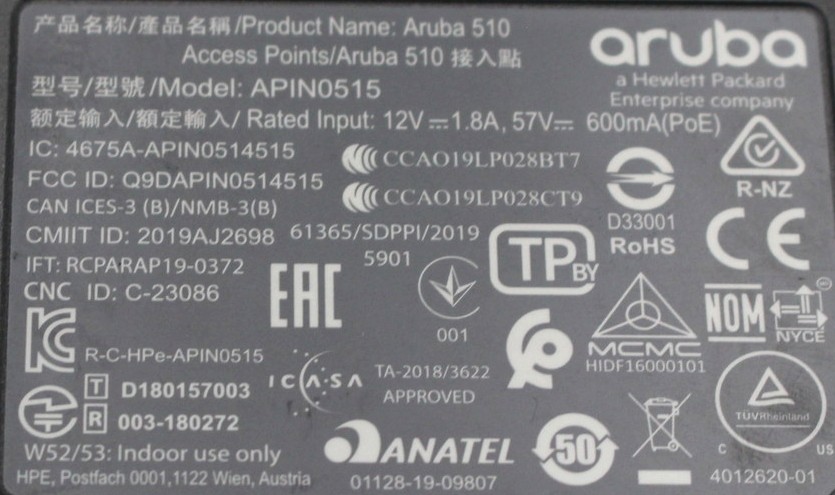 产品名称/產品名稱/Product Name: Aruba 510
Access Points/Aruba 510 接入點
aruba
a Hewlett Packard
Enterprise company
型号/型號/Model: APIN0515
额定输入/額定輸入/ Rated Input: 12V⎓1.8A, 57V⎓ 600mA(PoE)
IC: 4675A-APIN0514515
CCAO19LP028BT7
FCC ID: Q9DAPIN0514515
CCAO19LP028CT9
R-NZ
CAN ICES-3 (B)/NMB-3(B)
D33001
RoHS
CMIIT ID: 2019AJ2698
61365/SDPPI/2019
5901
TP BY
CE
IFT: RCPARAP19-0372
CNC ID: C-23086
EAC
001
MCMC
HIDF16000101
NOM
NYCE
R-C-HPe-APIN0515
ICASA
TA-2018/3622
APPROVED
T D180157003
R 003-180272
TÜVRheinland
C US
W52/53: Indoor use only
ANATEL
01128-19-09807
50
HPE, Postfach 0001,1122 Wien, Austria
4012620-01